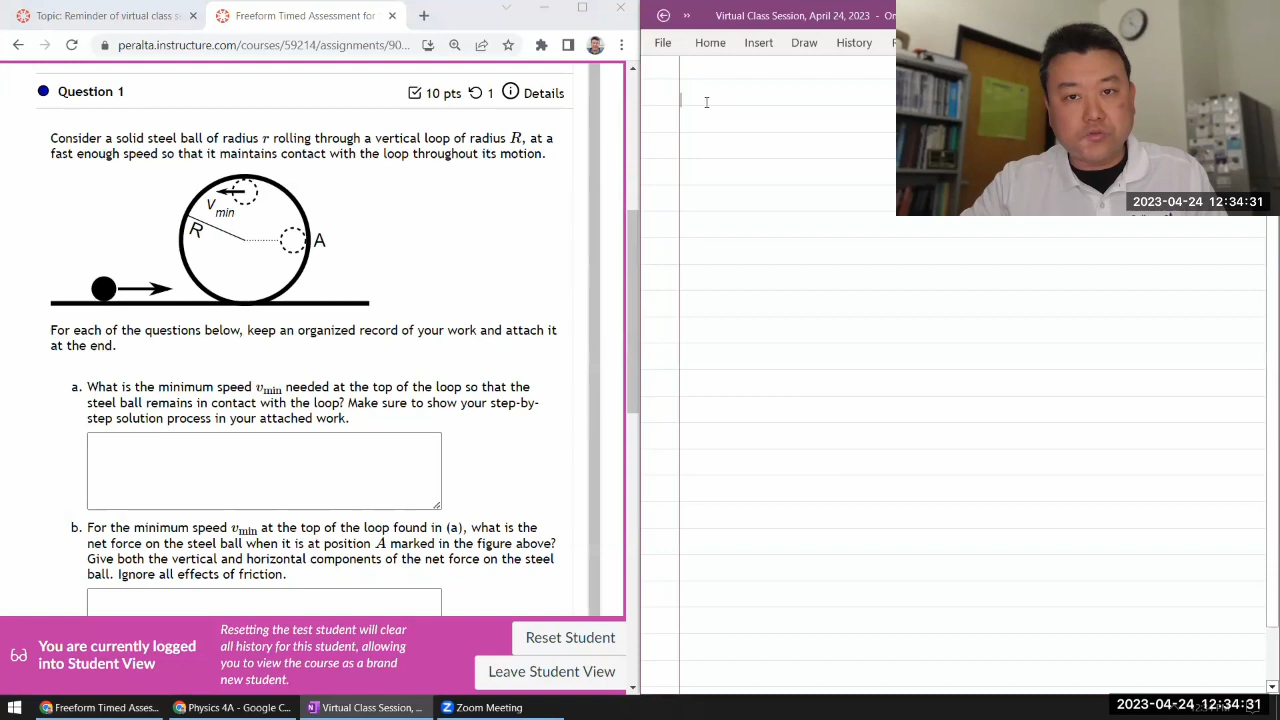 Topic: Reminder of virtual class s
Freeform Timed Assessment for
peralta.instructure.com/courses/59214/assignments/90...
Question 1
10 pts
1
Details
Consider a solid steel ball of radius r rolling through a vertical loop of radius R, at a
fast enough speed so that it maintains contact with the loop throughout its motion.
v min
R
A
For each of the questions below, keep an organized record of your work and attach it
at the end.
a. What is the minimum speed vmin needed at the top of the loop so that the
steel ball remains in contact with the loop? Make sure to show your step-by-
step solution process in your attached work.
b. For the minimum speed vmin at the top of the loop found in (a), what is the
net force on the steel ball when it is at position A marked in the figure above?
Give both the vertical and horizontal components of the net force on the steel
ball. Ignore all effects of friction.
You are currently logged
into Student View
Resetting the test student will clear
all history for this student, allowing
you to view the course as a brand
new student.
Reset Student
Leave Student View
Virtual Class Session, April 24, 2023 - On
File
Home
Insert
Draw
History
2023-04-24 12:34:31
Freeform Timed Asses...
Physics 4A - Google C...
Virtual Class Session, ...
Zoom Meeting
2023-04-24 12:34:31